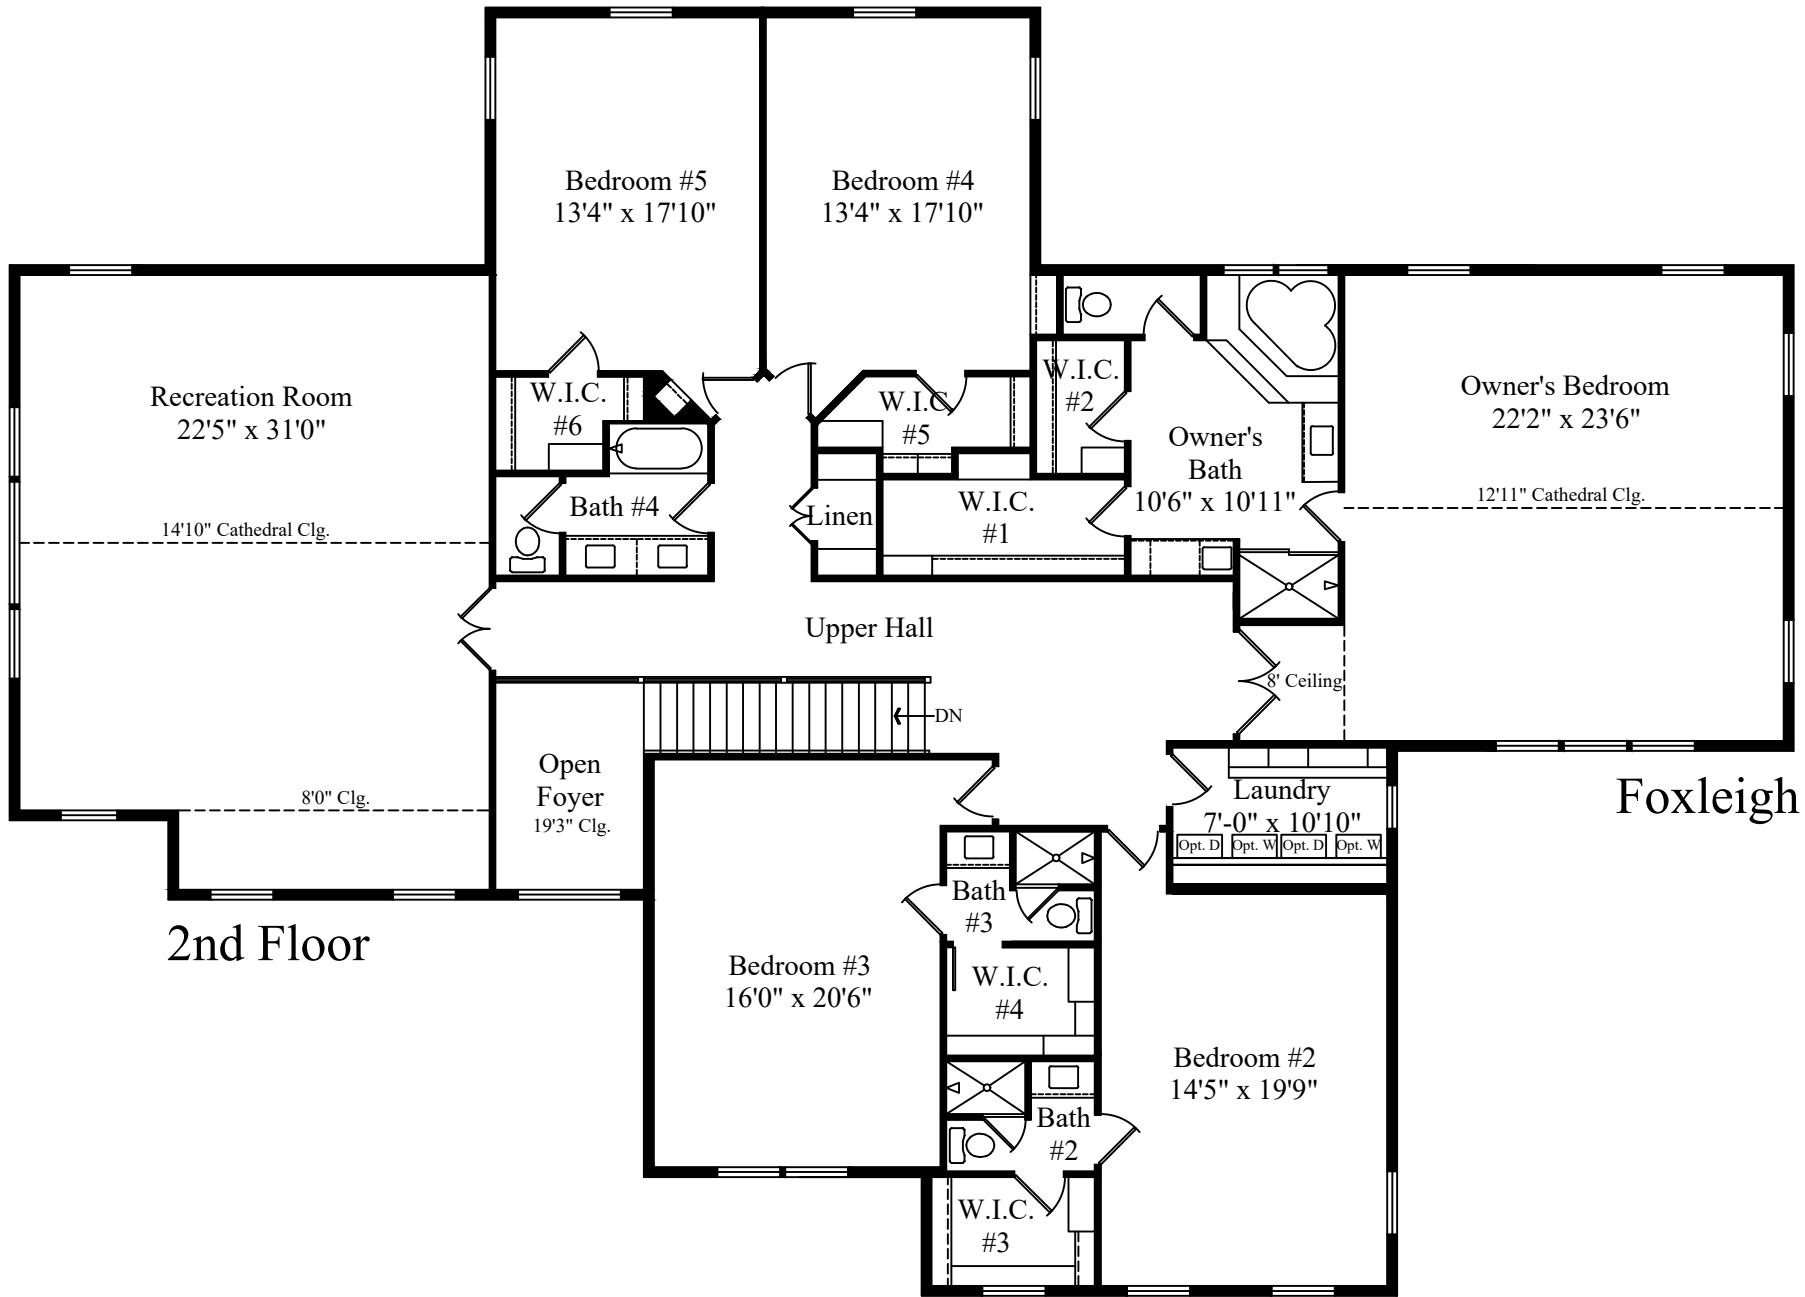 Bedroom #5
13'4" x 17'10"
Bedroom #4
13'4" x 17'10"
Recreation Room
22'5" x 31'0"
14'10" Cathedral Clg.
8'0" Clg.
W.I.C.
#6
Bath #4
W.I.C
#5
Linen
W.I.C.
#2
W.I.C.
#1
Owner's
Bath
10'6" x 10'11"
Owner's Bedroom
22'2" x 23'6"
12'11" Cathedral Clg.
Upper Hall
8' Ceiling
DN
Open
Foyer
19'3" Clg.
Laundry
7'-0" x 10'10"
Opt. D
Opt. W
Opt. D
Opt. W
Foxleigh
2nd Floor
Bath
#3
Bedroom #3
16'0" x 20'6"
W.I.C.
#4
Bedroom #2
14'5" x 19'9"
Bath
#2
W.I.C.
#3